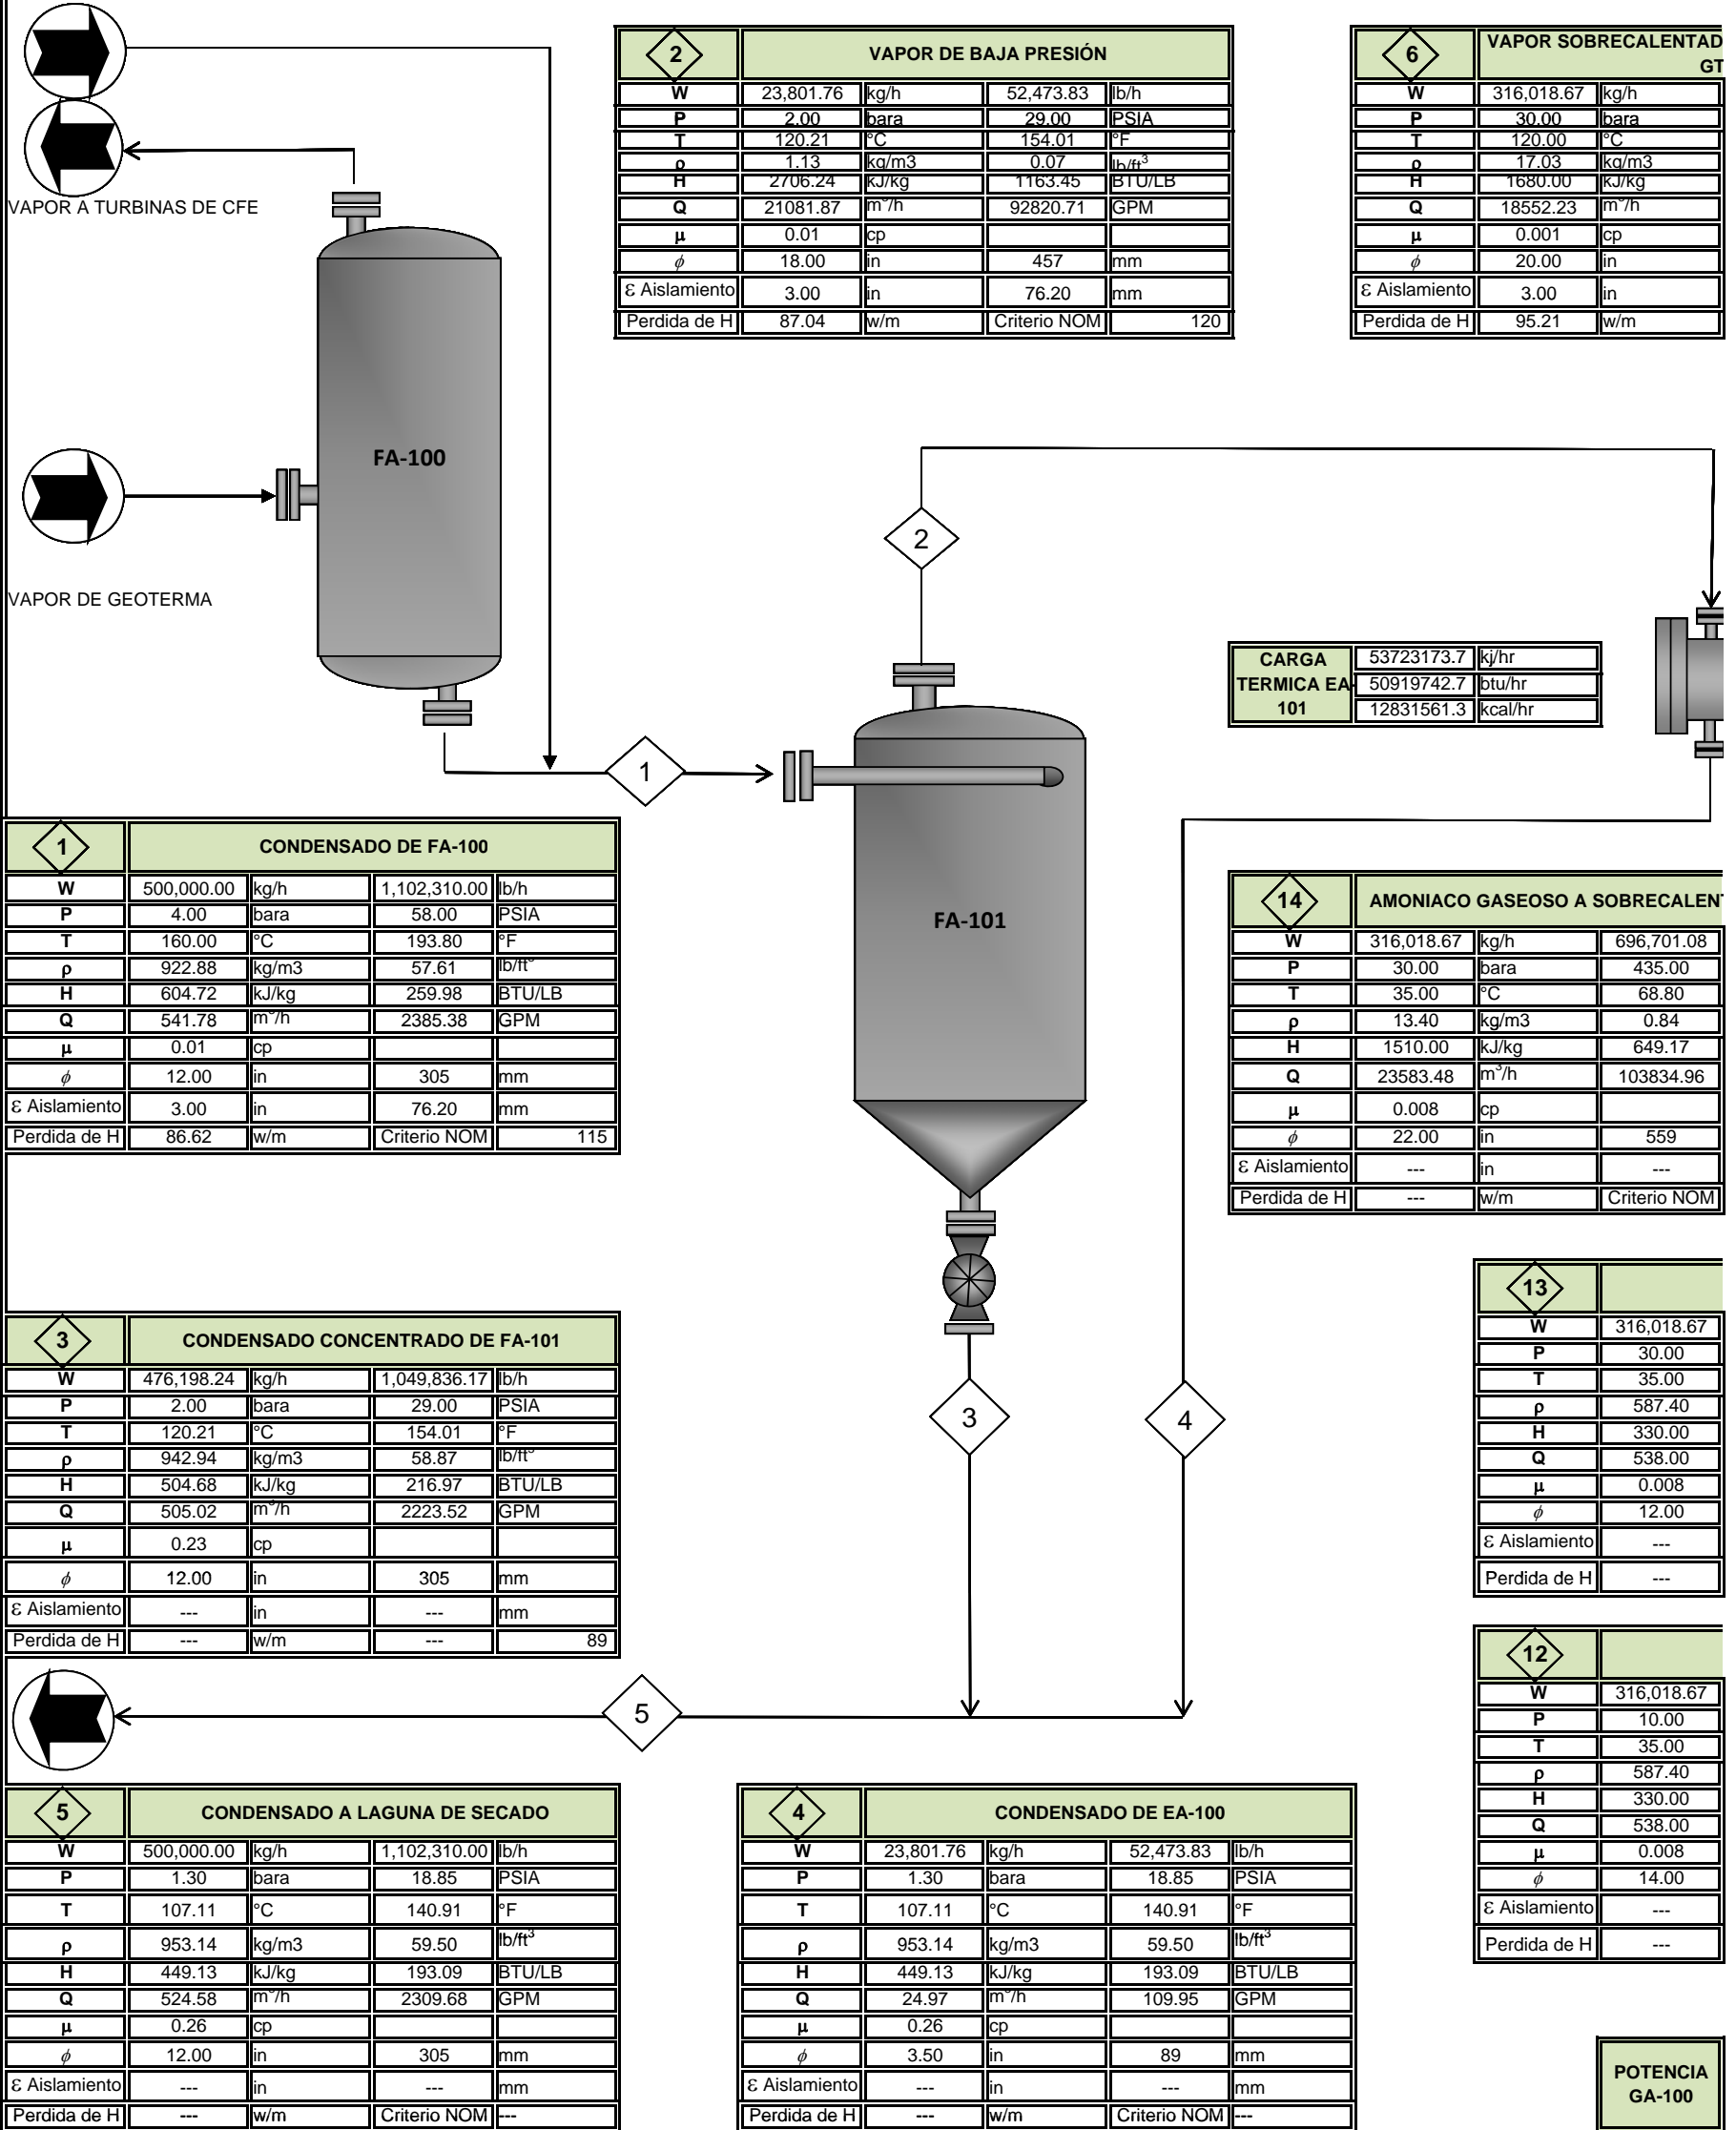 2 VAPOR DE BAJA PRESIÓN
W 23,801.76 kg/h 52,473.83 lb/h
P 2.00 bara 29.00 PSIA
T 120.21 °C 154.01 °F
ρ 1.13 kg/m3 0.07 lb/ft³
H 2706.24 kJ/kg 1163.45 BTU/LB
Q 21081.87 m³/h 92820.71 GPM
μ 0.01 cp
ϕ 18.00 in 457 mm
ε Aislamiento 3.00 in 76.20 mm
Perdida de H 87.04 w/m Criterio NOM 120
6 VAPOR SOBRECALENTAD
GT
W 316,018.67 kg/h
P 30.00 bara
T 120.00 °C
ρ 17.03 kg/m3
H 1680.00 kJ/kg
Q 18552.23 m³/h
μ 0.001 cp
ϕ 20.00 in
ε Aislamiento 3.00 in
Perdida de H 95.21 w/m
VAPOR A TURBINAS DE CFE
FA-100
VAPOR DE GEOTERMA
2
CARGA
TERMICA EA-
101
53723173.7 kj/hr
50919742.7 btu/hr
12831561.3 kcal/hr
1
1 CONDENSADO DE FA-100
W 500,000.00 kg/h 1,102,310.00 lb/h
P 4.00 bara 58.00 PSIA
T 160.00 °C 193.80 °F
ρ 922.88 kg/m3 57.61 lb/ft³
H 604.72 kJ/kg 259.98 BTU/LB
Q 541.78 m³/h 2385.38 GPM
μ 0.01 cp
ϕ 12.00 in 305 mm
ε Aislamiento 3.00 in 76.20 mm
Perdida de H 86.62 w/m Criterio NOM 115
FA-101
14 AMONIACO GASEOSO A SOBRECALEN
W 316,018.67 kg/h 696,701.08
P 30.00 bara 435.00
T 35.00 °C 68.80
ρ 13.40 kg/m3 0.84
H 1510.00 kJ/kg 649.17
Q 23583.48 m³/h 103834.96
μ 0.008 cp
ϕ 22.00 in 559
ε Aislamiento --- in ---
Perdida de H --- w/m Criterio NOM
13
W 316,018.67
P 30.00
T 35.00
ρ 587.40
H 330.00
Q 538.00
μ 0.008
ϕ 12.00
ε Aislamiento ---
Perdida de H ---
3 CONDENSADO CONCENTRADO DE FA-101
W 476,198.24 kg/h 1,049,836.17 lb/h
P 2.00 bara 29.00 PSIA
T 120.21 °C 154.01 °F
ρ 942.94 kg/m3 58.87 lb/ft³
H 504.68 kJ/kg 216.97 BTU/LB
Q 505.02 m³/h 2223.52 GPM
μ 0.23 cp
ϕ 12.00 in 305 mm
ε Aislamiento --- in --- mm
Perdida de H --- w/m --- 89
3
4
12
W 316,018.67
P 10.00
T 35.00
ρ 587.40
H 330.00
Q 538.00
μ 0.008
ϕ 14.00
ε Aislamiento ---
Perdida de H ---
5
5 CONDENSADO A LAGUNA DE SECADO
W 500,000.00 kg/h 1,102,310.00 lb/h
P 1.30 bara 18.85 PSIA
T 107.11 °C 140.91 °F
ρ 953.14 kg/m3 59.50 lb/ft³
H 449.13 kJ/kg 193.09 BTU/LB
Q 524.58 m³/h 2309.68 GPM
μ 0.26 cp
ϕ 12.00 in 305 mm
ε Aislamiento --- in --- mm
Perdida de H --- w/m Criterio NOM ---
4 CONDENSADO DE EA-100
W 23,801.76 kg/h 52,473.83 lb/h
P 1.30 bara 18.85 PSIA
T 107.11 °C 140.91 °F
ρ 953.14 kg/m3 59.50 lb/ft³
H 449.13 kJ/kg 193.09 BTU/LB
Q 24.97 m³/h 109.95 GPM
μ 0.26 cp
ϕ 3.50 in 89 mm
ε Aislamiento --- in --- mm
Perdida de H --- w/m Criterio NOM ---
POTENCIA
GA-100